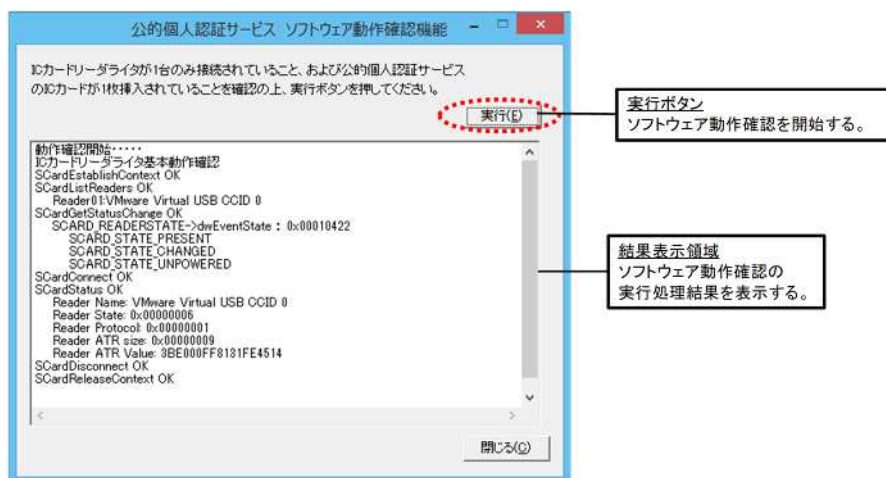 公的個人認証サービス ソフトウェア動作確認機能
ICカードリーダライタが1台のみ接続されていること、および公的個人認証サービス
のICカードが1枚挿入されていることを確認の上、実行ボタンを押してください。
実行(E)
実行ボタン
ソフトウェア動作確認を開始する。
動作確認開始・・・・・
ICカードリーダライタ基本動作確認
SCardEstablishContext OK
SCardListReaders OK
Reader01:VMware Virtual USB CCID 0
SCardGetStatusChange OK
SCARD_READERSTATE->dwEventState : 0x00010422
SCARD_STATE_PRESENT
SCARD_STATE_CHANGED
SCARD_STATE_UNPOWERED
SCardConnect OK
SCardStatus OK
Reader Name: VMware Virtual USB CCID 0
Reader State: 0x00000006
Reader Protocol: 0x00000001
Reader ATR size: 0x00000009
Reader ATR Value: 3BE000FF8131FE4514
SCardDisconnect OK
SCardReleaseContext OK
結果表示領域
ソフトウェア動作確認の
実行処理結果を表示する。
閉じる(C)